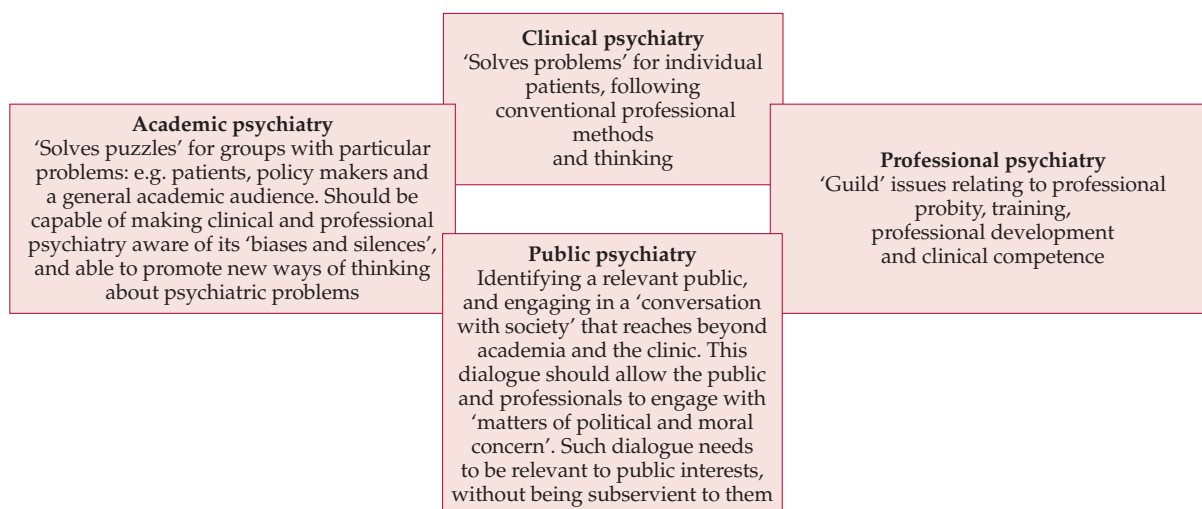 Clinical psychiatry
‘Solves problems’ for individual
patients, following
conventional professional
methods
and thinking
Academic psychiatry
‘Solves puzzles’ for groups with particular
problems: e.g. patients, policy makers and
a general academic audience. Should be
capable of making clinical and professional
psychiatry aware of its ‘biases and silences’,
and able to promote new ways of thinking
about psychiatric problems
Professional psychiatry
‘Guild’ issues relating to professional
probity, training,
professional development
and clinical competence
Public psychiatry
Identifying a relevant public,
and engaging in a ‘conversation
with society’ that reaches beyond
academia and the clinic. This
dialogue should allow the public
and professionals to engage with
‘matters of political and moral
concern’. Such dialogue needs
to be relevant to public interests,
without being subservient to them